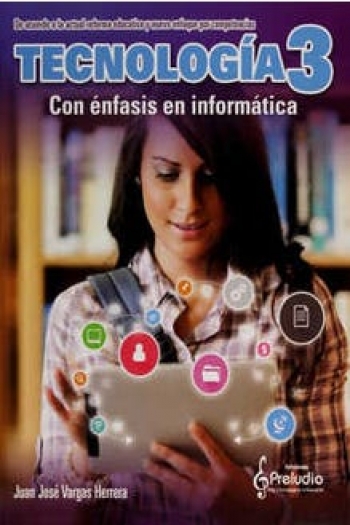 De acuerdo a la actual reforma educativa y nuevo enfoque por competencias
TECNOLOGÍA 3
Con énfasis en informática
Juan José Vargas Herrera
Preludio